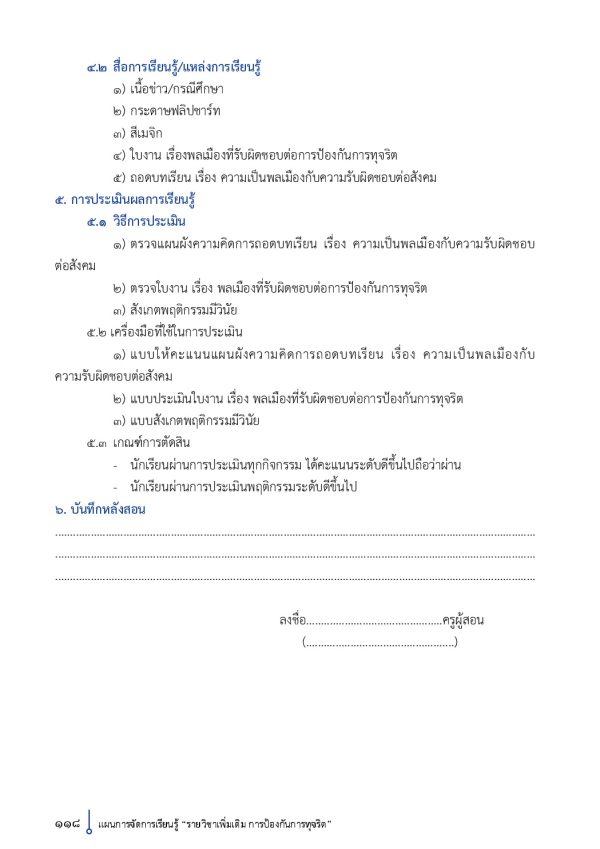 ๔.๒ สื่อการเรียนรู้/แหล่งการเรียนรู้
๑) เนื้อข่าว/กรณีศึกษา
๒) กระดาษฟลิปชาร์ท
๓) สีเมจิก
๔) ใบงาน เรื่องพลเมืองที่รับผิดชอบต่อการป้องกันการทุจริต
๕) ถอดบทเรียน เรื่อง ความเป็นพลเมืองกับความรับผิดชอบต่อสังคม
๕. การประเมินผลการเรียนรู้
๕.๑ วิธีการประเมิน
๑) ตรวจแผนผังความคิดการถอดบทเรียน เรื่อง ความเป็นพลเมืองกับความรับผิดชอบ
ต่อสังคม
๒) ตรวจใบงาน เรื่อง พลเมืองที่รับผิดชอบต่อการป้องกันการทุจริต
๓) สังเกตพฤติกรรมมีวินัย
๕.๒ เครื่องมือที่ใช้ในการประเมิน
๑) แบบให้คะแนนแผนผังความคิดการถอดบทเรียน เรื่อง ความเป็นพลเมืองกับ
ความรับผิดชอบต่อสังคม
๒) แบบประเมินใบงาน เรื่อง พลเมืองที่รับผิดชอบต่อการป้องกันการทุจริต
๓) แบบสังเกตพฤติกรรมมีวินัย
๕.๓ เกณฑ์การตัดสิน
- นักเรียนผ่านการประเมินทุกกิจกรรม ได้คะแนนระดับดีขึ้นไปถือว่าผ่าน
- นักเรียนผ่านการประเมินพฤติกรรมระดับดีขึ้นไป
๖. บันทึกหลังสอน
................................................................................
................................................................................
................................................................................
ลงชื่อ..............................................ครูผู้สอน
(..................................................)
๑๑๘ แผนการจัดการเรียนรู้ "รายวิชาเพิ่มเติม การป้องกันการทุจริต"